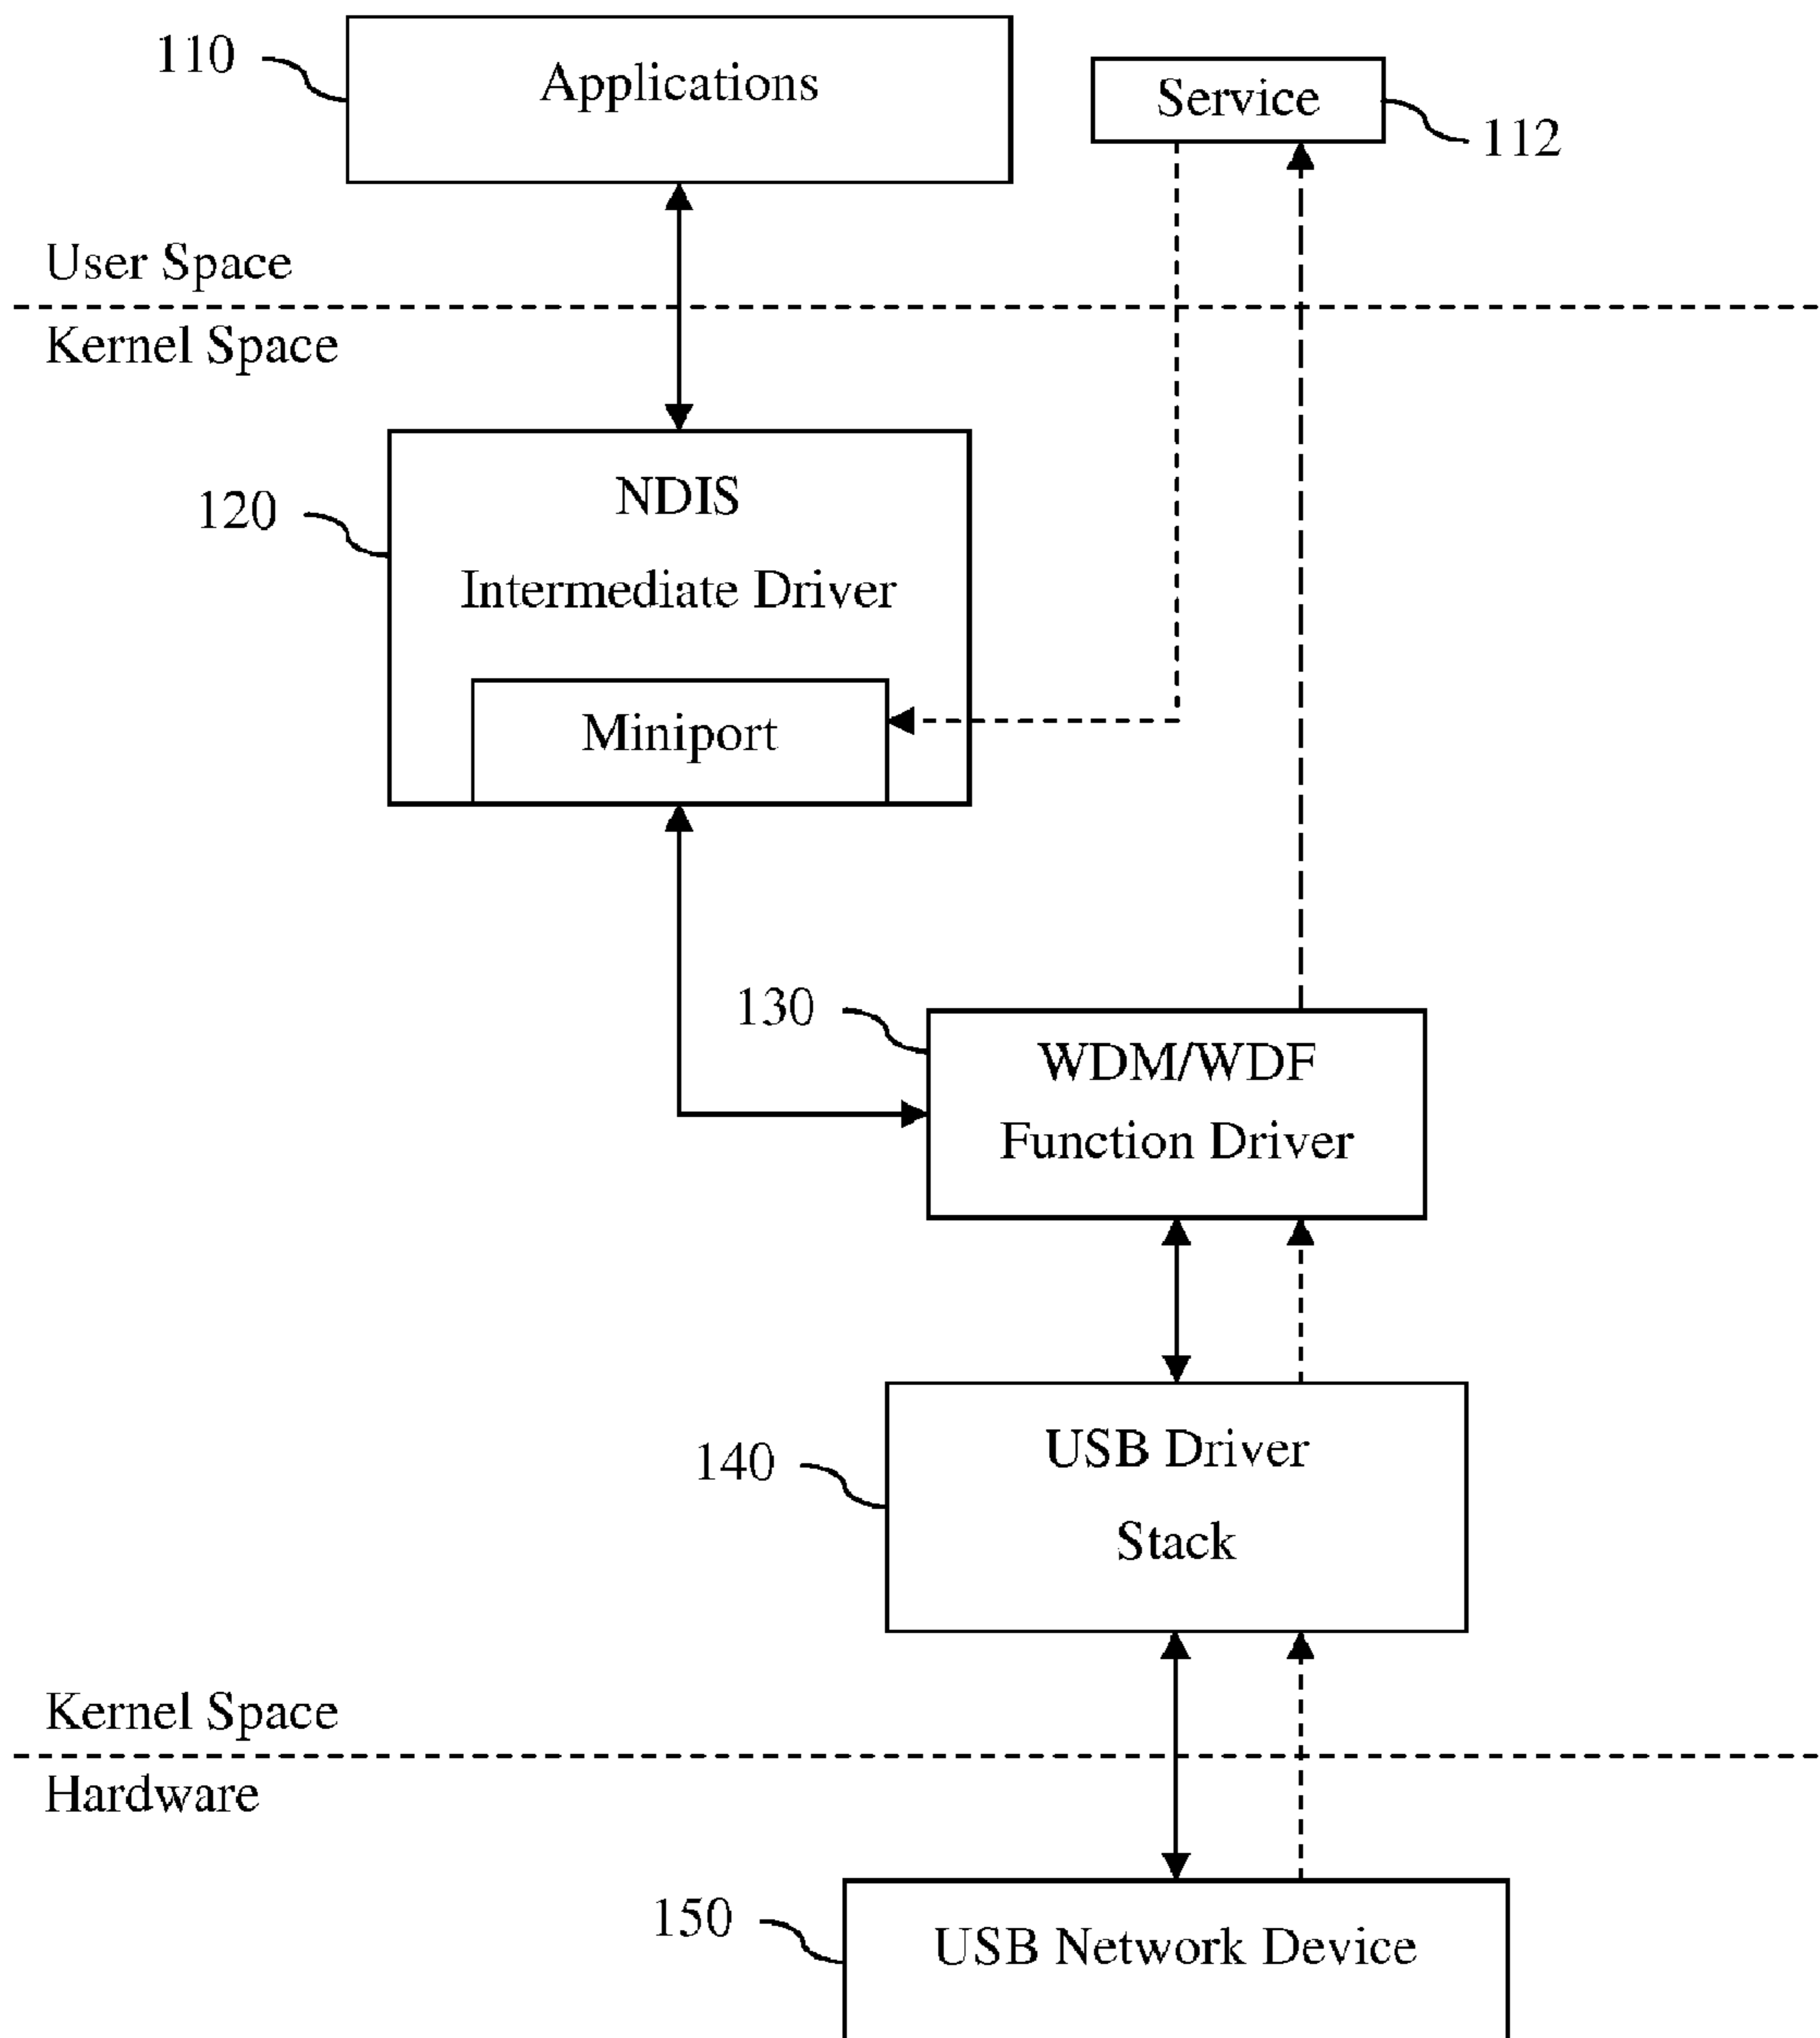 110
Applications
Service
112
User Space
Kernel Space
120
NDIS
Intermediate Driver
Miniport
130
WDM/WDF
Function Driver
140
USB Driver
Stack
Kernel Space
Hardware
150
USB Network Device